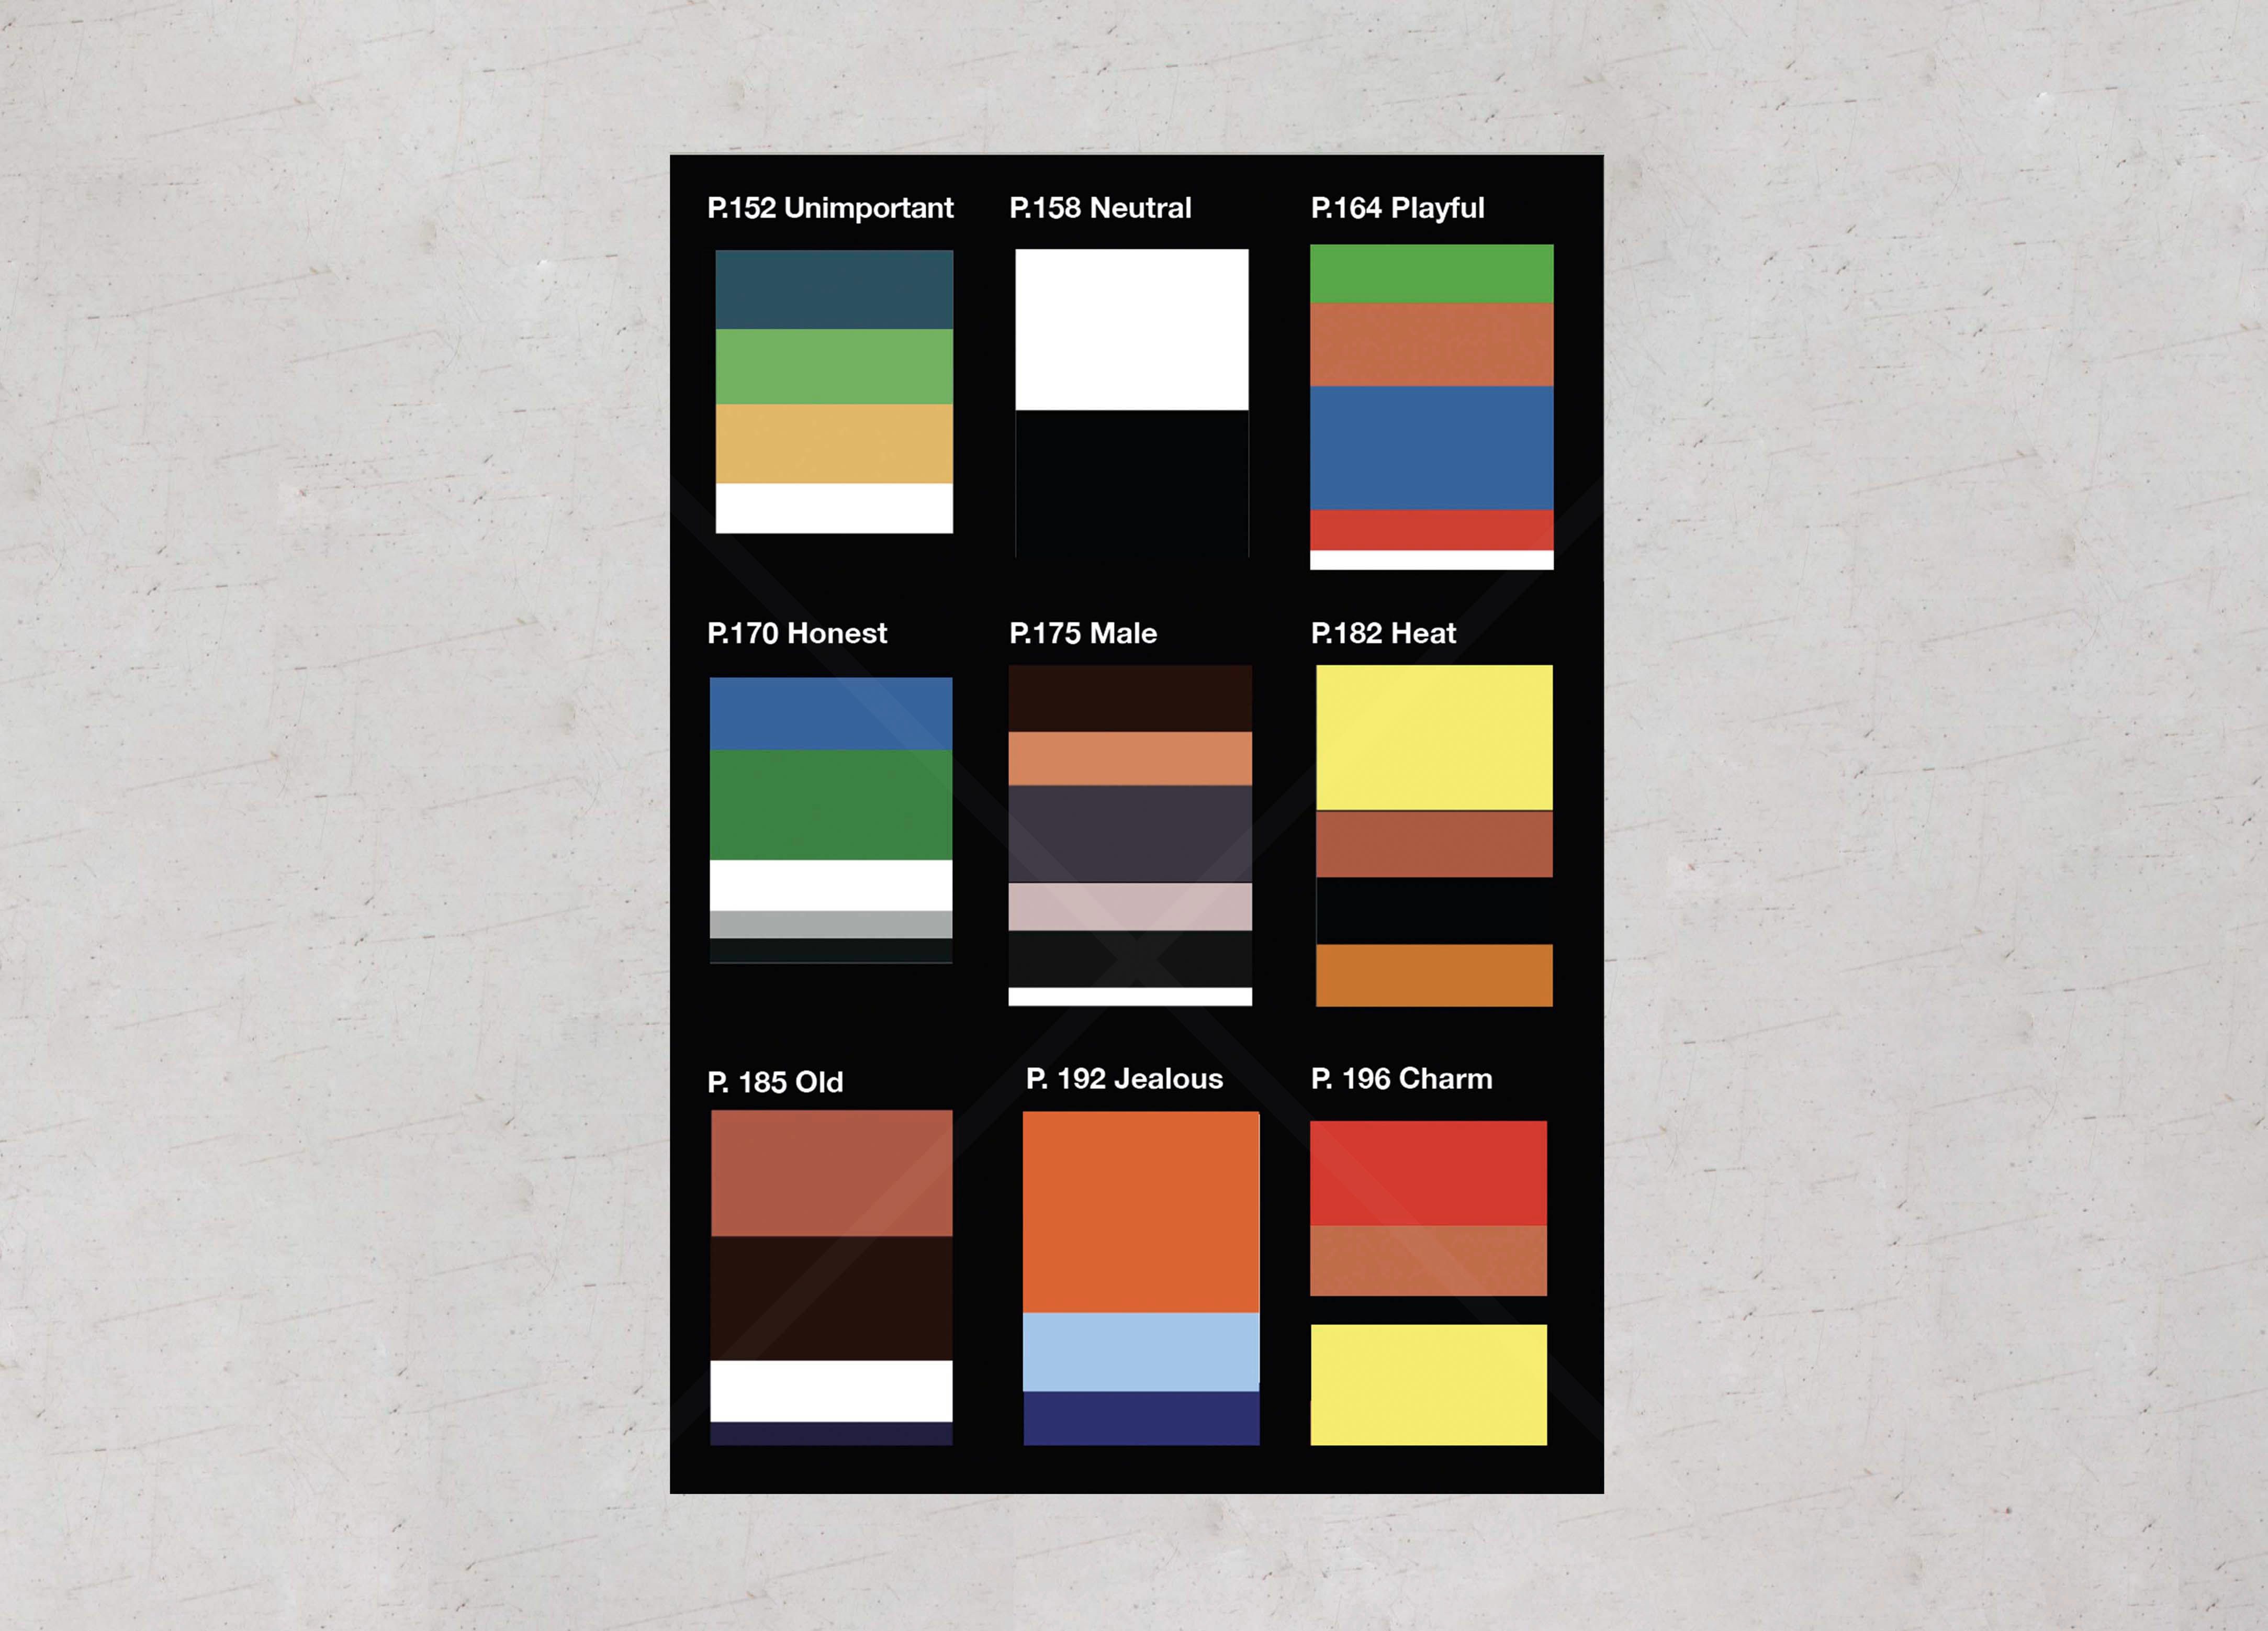 P.152 Unimportant
P.158 Neutral
P.164 Playful
P.170 Honest
P.175 Male
P.182 Heat
P. 185 Old
P. 192 Jealous
P. 196 Charm